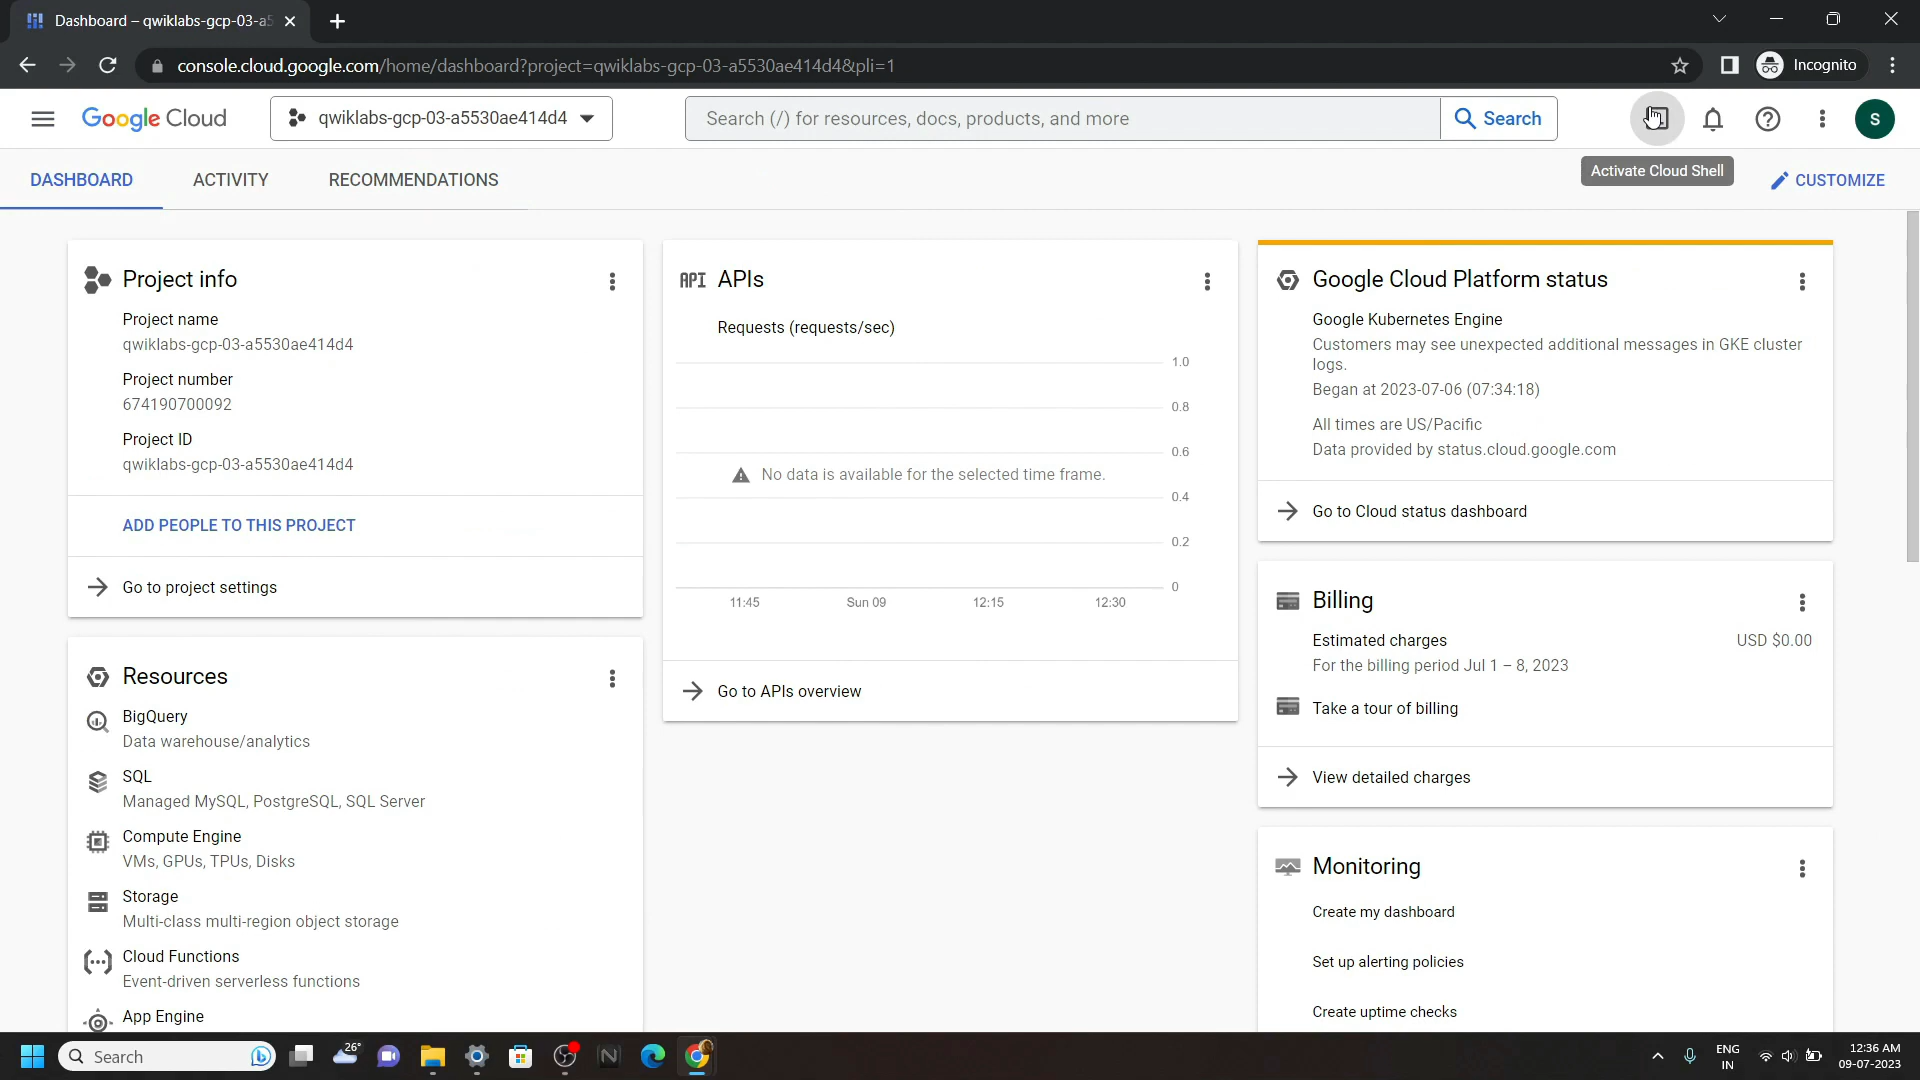 Dashboard – qwiklabs-gcp-03-a5
console.cloud.google.com/home/dashboard?project=qwiklabs-gcp-03-a5530ae414d4&pli=1
Incognito
Google Cloud
qwiklabs-gcp-03-a5530ae414d4
Search (/) for resources, docs, products, and more
Search
S
DASHBOARD
ACTIVITY
RECOMMENDATIONS
Activate Cloud Shell
CUSTOMIZE
Project info
Project name
qwiklabs-gcp-03-a5530ae414d4
Project number
674190700092
Project ID
qwiklabs-gcp-03-a5530ae414d4
ADD PEOPLE TO THIS PROJECT
Go to project settings
Resources
BigQuery
Data warehouse/analytics
SQL
Managed MySQL, PostgreSQL, SQL Server
Compute Engine
VMs, GPUs, TPUs, Disks
Storage
Multi-class multi-region object storage
Cloud Functions
Event-driven serverless functions
App Engine
API APIs
Requests (requests/sec)
1.0
0.8
0.6
No data is available for the selected time frame.
0.4
0.2
0
11:45 Sun 09 12:15 12:30
Go to APIs overview
Google Cloud Platform status
Google Kubernetes Engine
Customers may see unexpected additional messages in GKE cluster
logs.
Began at 2023-07-06 (07:34:18)
All times are US/Pacific
Data provided by status.cloud.google.com
Go to Cloud status dashboard
Billing
Estimated charges USD $0.00
For the billing period Jul 1 – 8, 2023
Take a tour of billing
View detailed charges
Monitoring
Create my dashboard
Set up alerting policies
Create uptime checks
Search
26°
ENG
IN
12:36 AM
09-07-2023